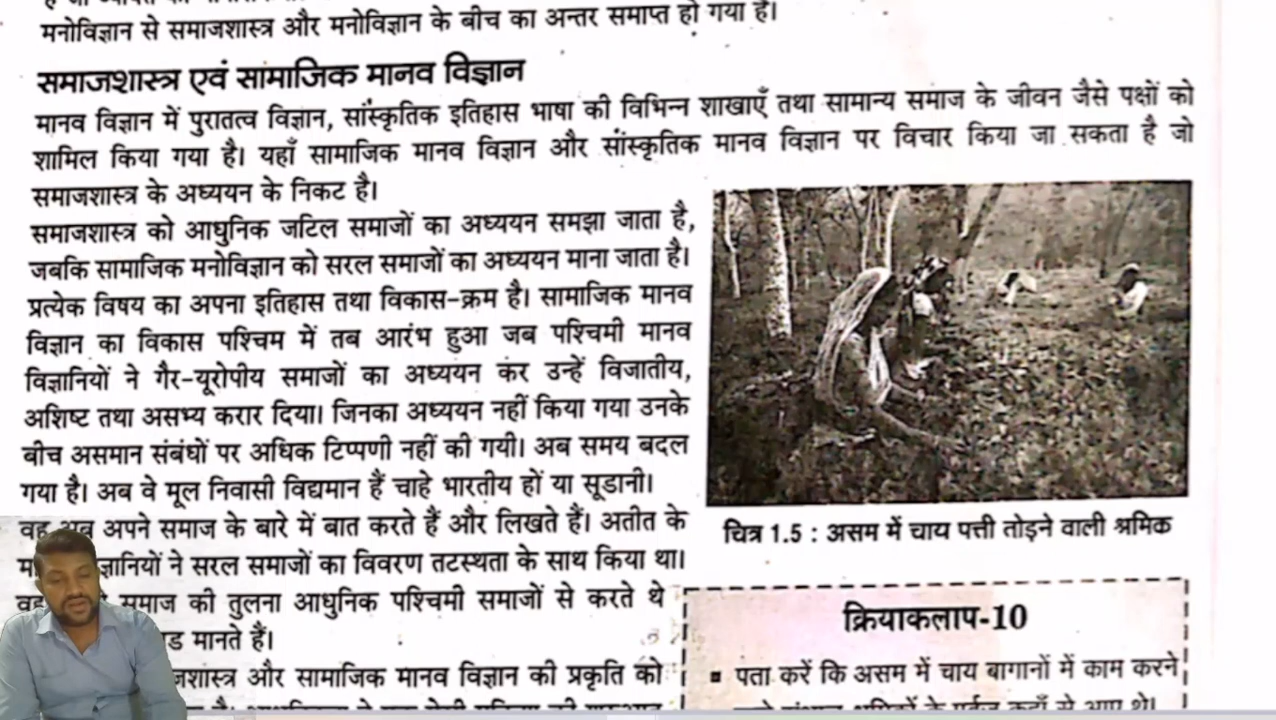 मनोविज्ञान से समाजशास्त्र और मनोविज्ञान के बीच का अन्तर समाप्त हो गया है।
समाजशास्त्र एवं सामाजिक मानव विज्ञान
मानव विज्ञान में पुरातत्व विज्ञान, सांस्कृतिक इतिहास भाषा की विभिन्न शाखाएँ तथा सामान्य समाज के जीवन जैसे पक्षों को
शामिल किया गया है। यहाँ सामाजिक मानव विज्ञान और सांस्कृतिक मानव विज्ञान पर विचार किया जा सकता है जो
समाजशास्त्र के अध्ययन के निकट है।
समाजशास्त्र को आधुनिक जटिल समाजों का अध्ययन समझा जाता है,
जबकि सामाजिक मनोविज्ञान को सरल समाजों का अध्ययन माना जाता है।
प्रत्येक विषय का अपना इतिहास तथा विकास-क्रम है। सामाजिक मानव
विज्ञान का विकास पश्चिम में तब आरंभ हुआ जब पश्चिमी मानव
विज्ञानियों ने गैर-यूरोपीय समाजों का अध्ययन कर उन्हें विजातीय,
अशिष्ट तथा असभ्य करार दिया। जिनका अध्ययन नहीं किया गया उनके
बीच असमान संबंधों पर अधिक टिप्पणी नहीं की गयी। अब समय बदल
गया है। अब वे मूल निवासी विद्यमान हैं चाहे भारतीय हों या सूडानी।
वह अब अपने समाज के बारे में बात करते हैं और लिखते हैं। अतीत के
ज्ञानियों ने सरल समाजों का विवरण तटस्थता के साथ किया था।
समाज की तुलना आधुनिक पश्चिमी समाजों से करते थे
मानते हैं।
जशास्त्र और सामाजिक मानव विज्ञान की प्रकृति को
चित्र 1.5 : असम में चाय पत्ती तोड़ने वाली श्रमिक
क्रियाकलाप-10
▪ पता करें कि असम में चाय बागानों में काम करने